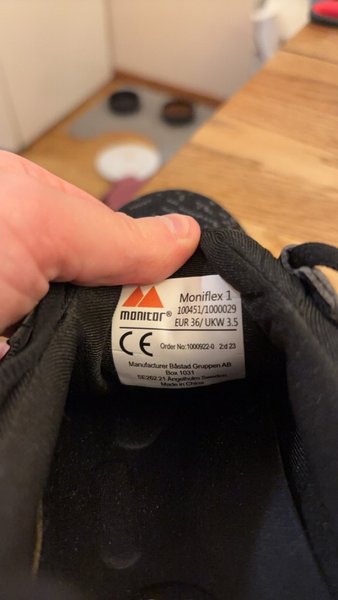 monitor®
Moniflex 1
100451/1000029
EUR 36/ UKW 3.5
CE
Order No: 1000922-0 2:d 23
Manufacturer Båstad Gruppen AB
Box 1031
SE262 21 Ängelholm Sweden
Made in China